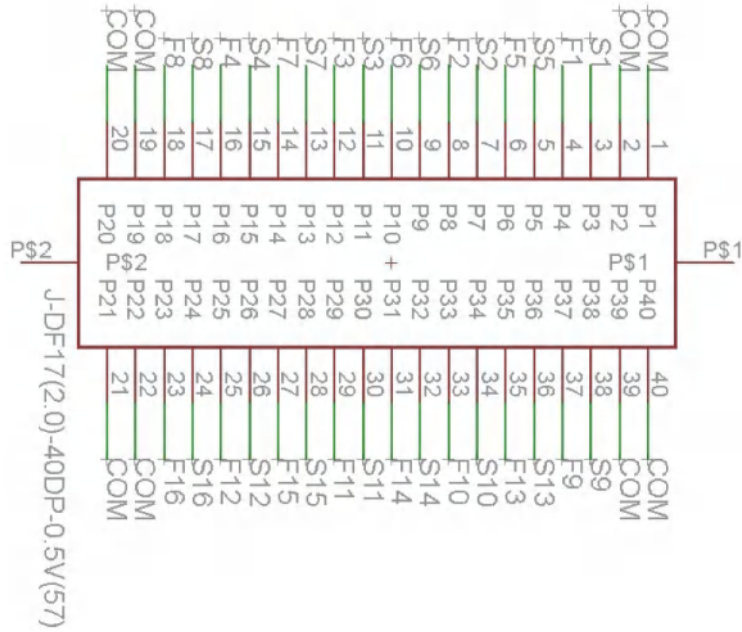 COM COM F8 S8 F4 S4 F7 S7 F3 S3 F6 S6 F2 S2 F5 S5 F1 S1 COM COM
20 19 18 17 16 15 14 13 12 11 10 9 8 7 6 5 4 3 2 1
P20 P19 P18 P17 P16 P15 P14 P13 P12 P11 P10 P9 P8 P7 P6 P5 P4 P3 P2 P1
P$2 P$2 P$1 P$1
P21 P22 P23 P24 P25 P26 P27 P28 P29 P30 P31 P32 P33 P34 P35 P36 P37 P38 P39 P40
21 22 23 24 25 26 27 28 29 30 31 32 33 34 35 36 37 38 39 40
COM COM F16 S16 F12 S12 F15 S15 F11 S11 F14 S14 F10 S10 F13 S13 F9 S9 COM COM
J-DF17(2.0)-40DP-0.5V(57)